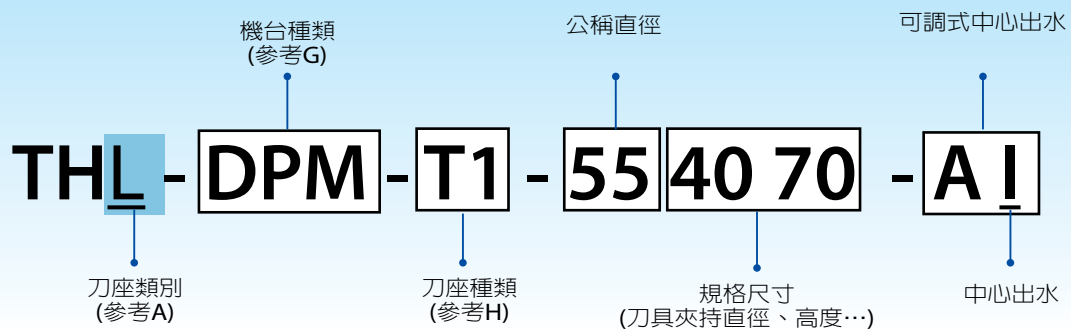 機台種類
(參考G)
公稱直徑
可調式中心出水
THL - DPM - T1 - 55 40 70 - A I
刀座類別
(參考A)
刀座種類
(參考H)
規格尺寸
(刀具夾持直徑、高度…)
中心出水